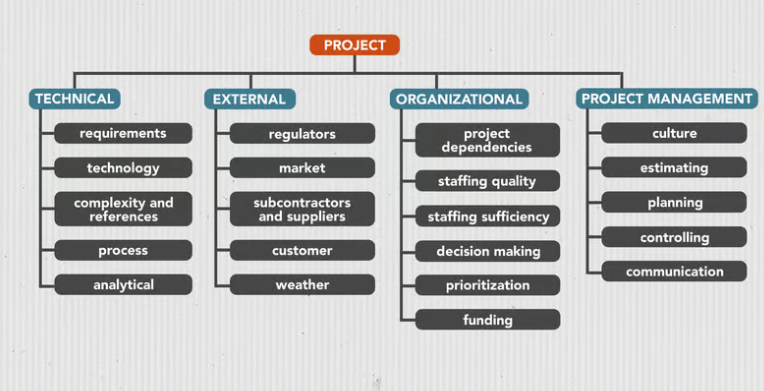 PROJECT
TECHNICAL
requirements
technology
complexity and
references
process
analytical
EXTERNAL
regulators
market
subcontractors
and suppliers
customer
weather
ORGANIZATIONAL
project
dependencies
staffing quality
staffing sufficiency
decision making
prioritization
funding
PROJECT MANAGEMENT
culture
estimating
planning
controlling
communication